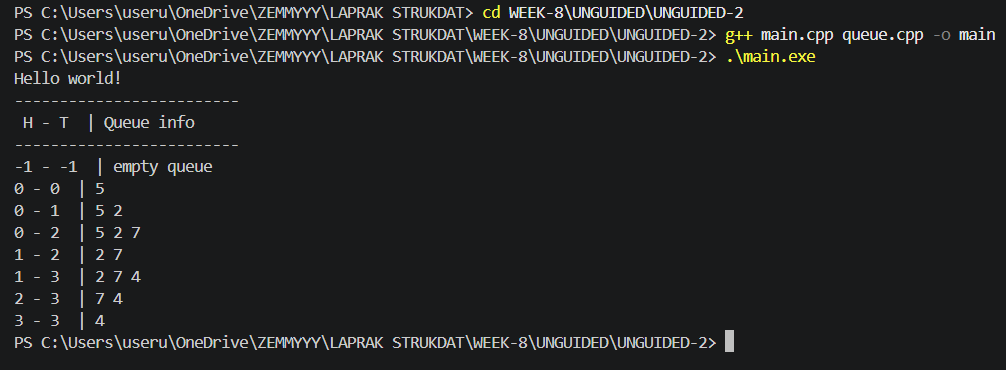 PS C:\Users\useru\OneDrive\ZEMMYYY\LAPRAK STRUKDAT> cd WEEK-8\UNGUIDED\UNGUIDED-2
PS C:\Users\useru\OneDrive\ZEMMYYY\LAPRAK STRUKDAT\WEEK-8\UNGUIDED\UNGUIDED-2> g++ main.cpp queue.cpp -o main
PS C:\Users\useru\OneDrive\ZEMMYYY\LAPRAK STRUKDAT\WEEK-8\UNGUIDED\UNGUIDED-2> .\main.exe
Hello world!
-------------------------
 H - T  | Queue info
-------------------------
-1 - -1  | empty queue
0 - 0  | 5
0 - 1  | 5 2
0 - 2  | 5 2 7
1 - 2  | 2 7
1 - 3  | 2 7 4
2 - 3  | 7 4
3 - 3  | 4
PS C:\Users\useru\OneDrive\ZEMMYYY\LAPRAK STRUKDAT\WEEK-8\UNGUIDED\UNGUIDED-2>